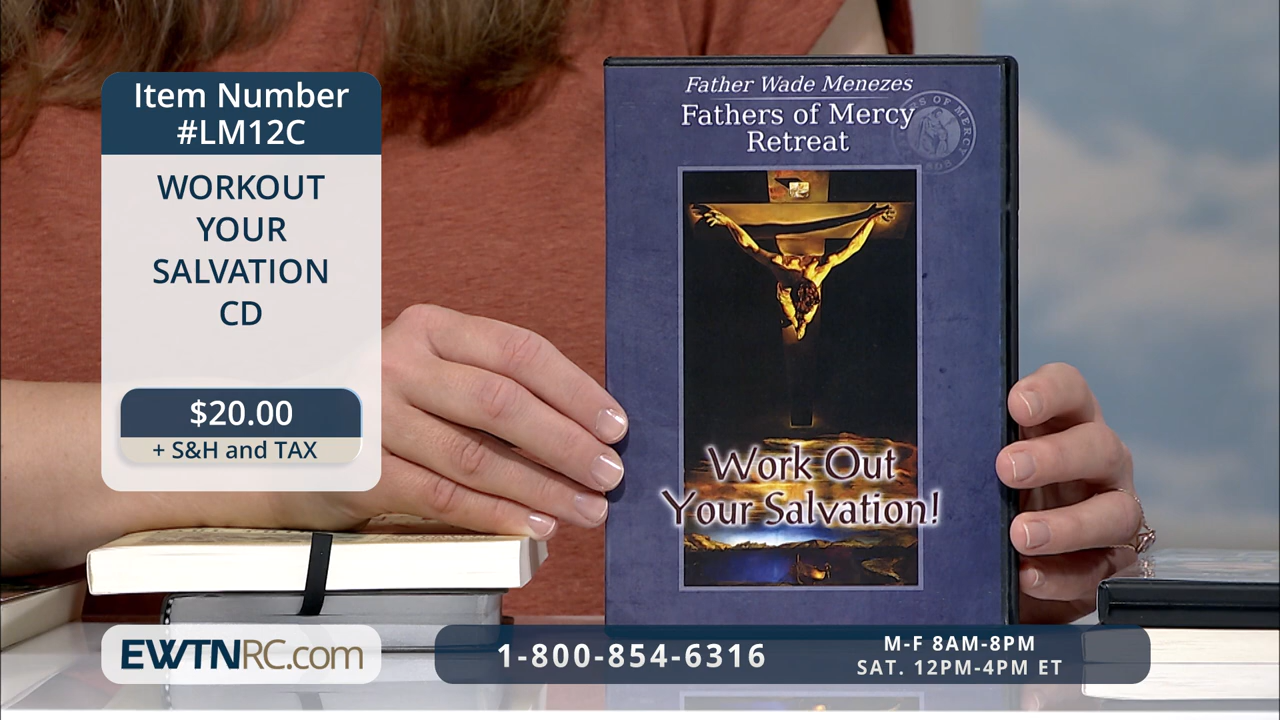 Item Number
#LM12C
WORKOUT
YOUR
SALVATION
CD
$20.00
+ S&H and TAX
Father Wade Menezes
Fathers of Mercy
Retreat
Work Out
Your Salvation!
EWTNRC.com
1-800-854-6316
M-F 8AM-8PM
SAT. 12PM-4PM ET